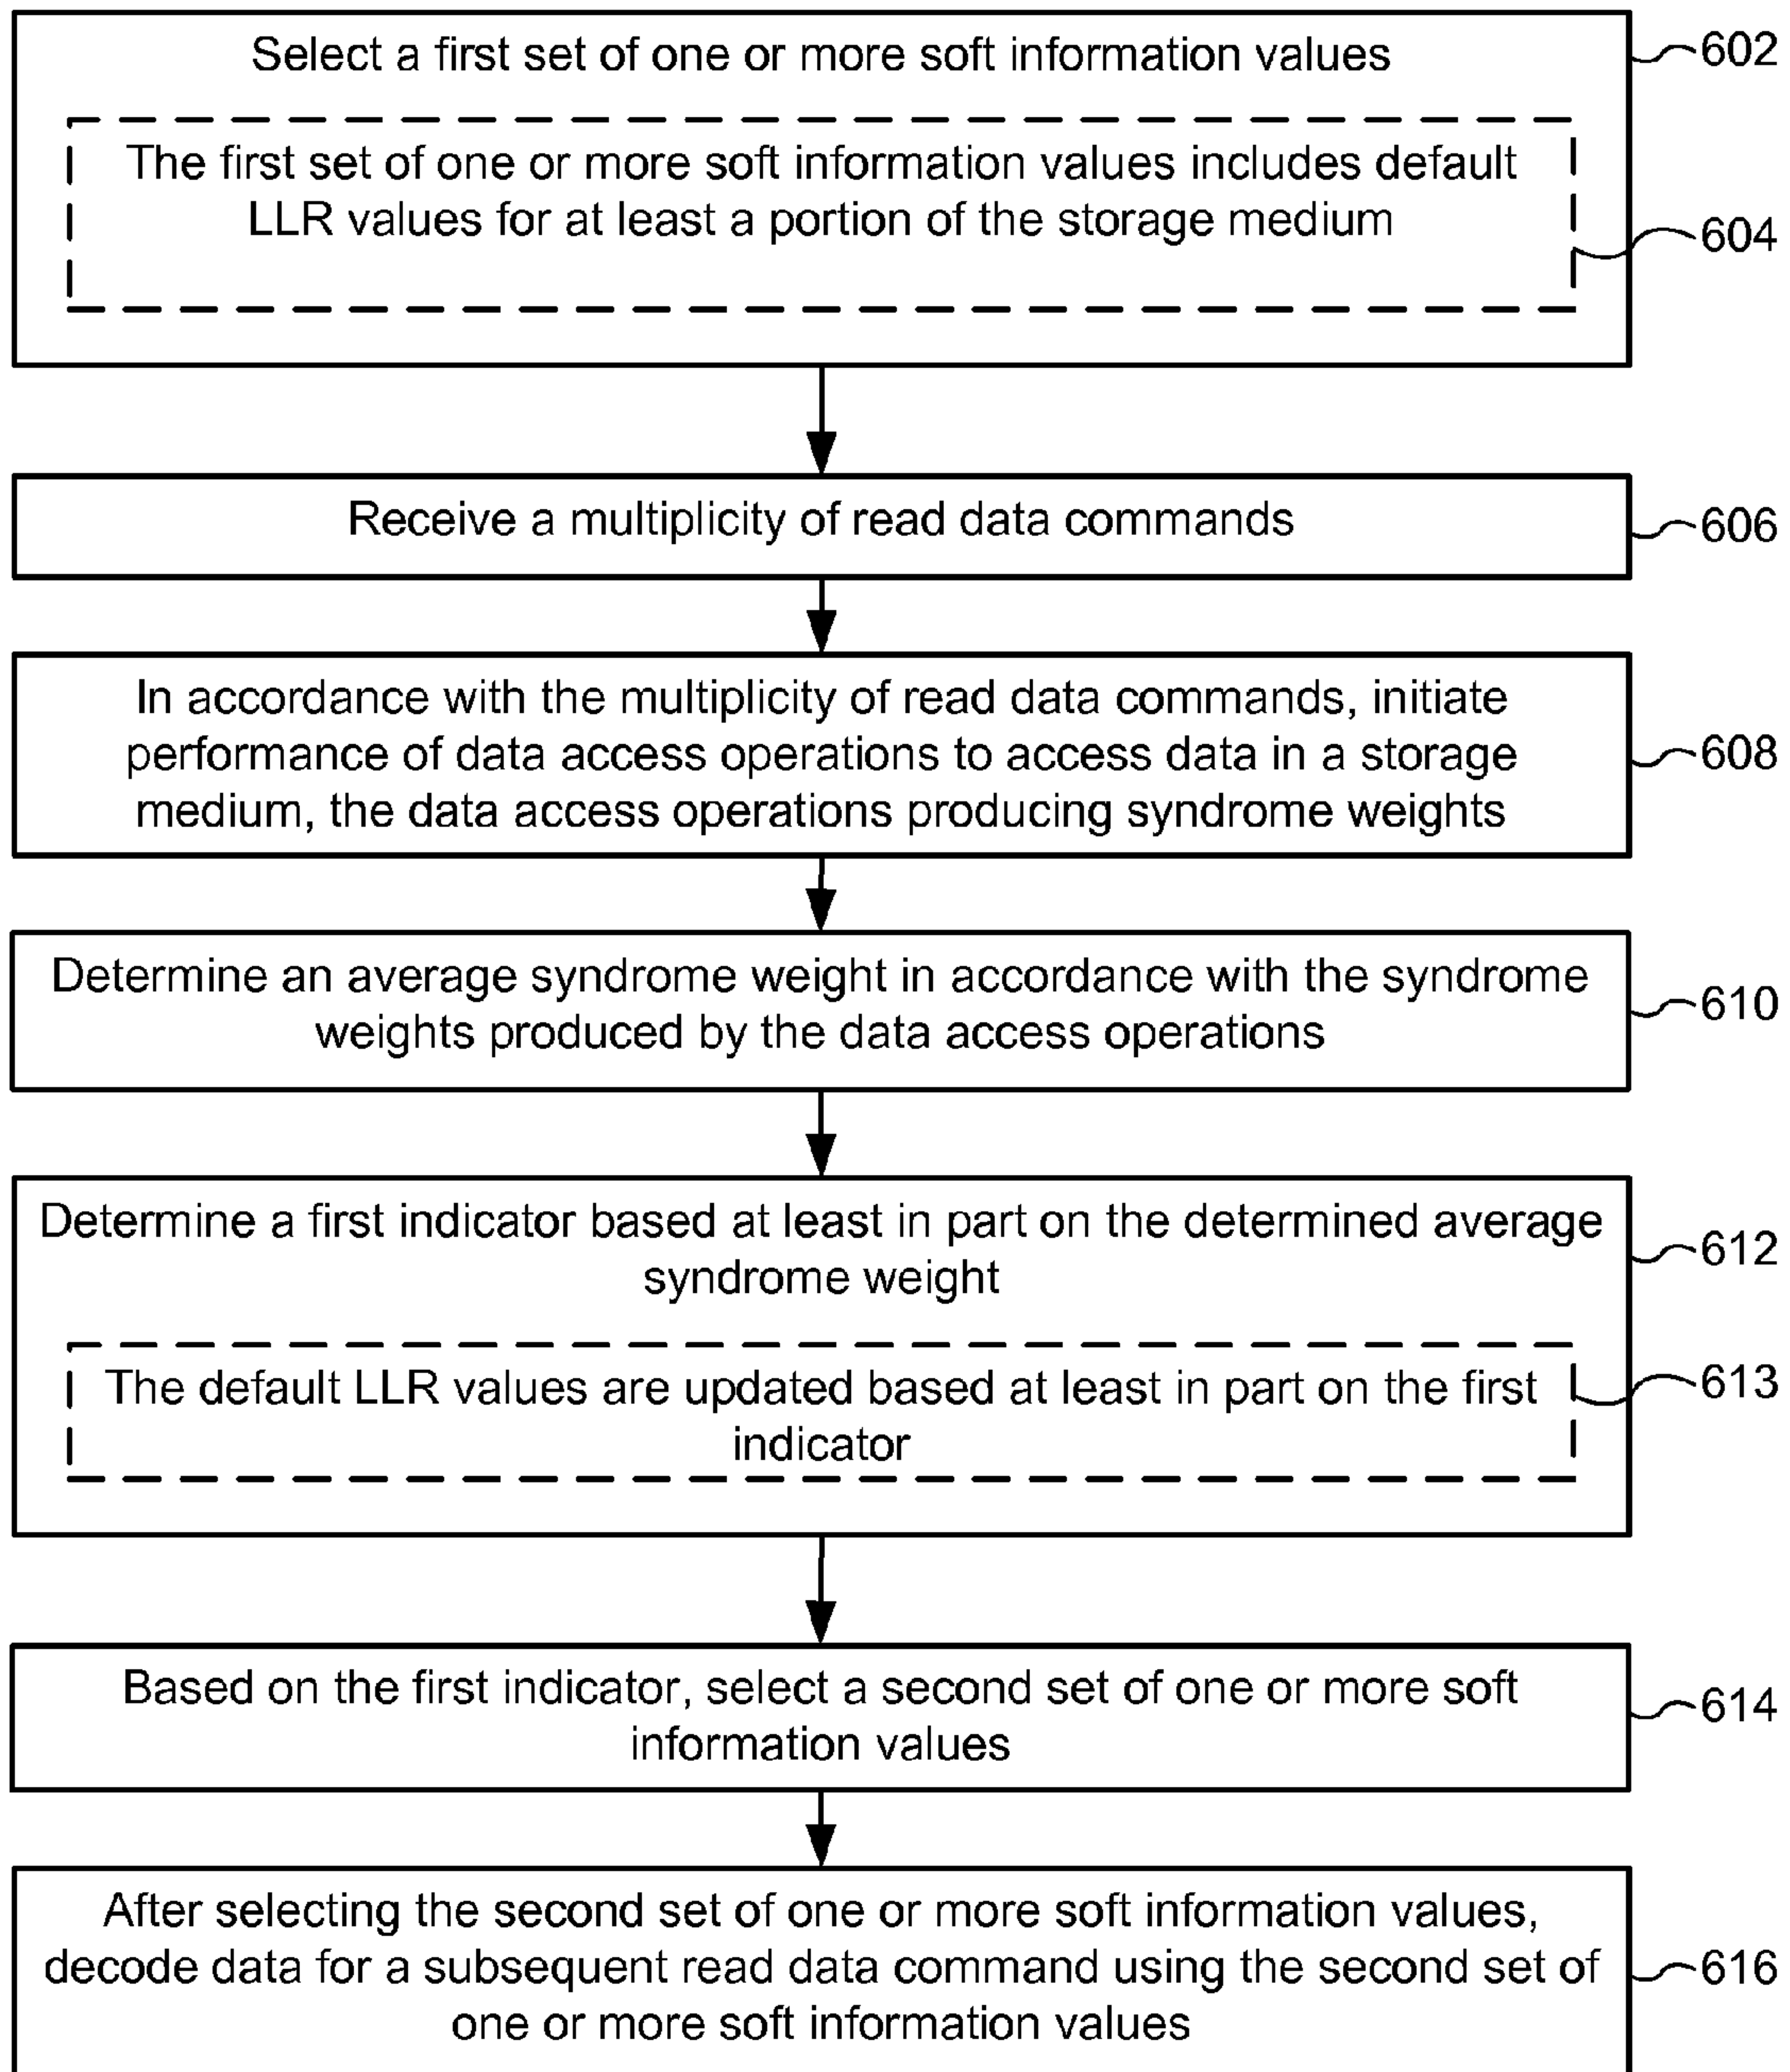 Select a first set of one or more soft information values
602
The first set of one or more soft information values includes default
LLR values for at least a portion of the storage medium
604
Receive a multiplicity of read data commands
606
In accordance with the multiplicity of read data commands, initiate
performance of data access operations to access data in a storage
medium, the data access operations producing syndrome weights
608
Determine an average syndrome weight in accordance with the syndrome
weights produced by the data access operations
610
Determine a first indicator based at least in part on the determined average
syndrome weight
612
The default LLR values are updated based at least in part on the first
indicator
613
Based on the first indicator, select a second set of one or more soft
information values
614
After selecting the second set of one or more soft information values,
decode data for a subsequent read data command using the second set of
one or more soft information values
616